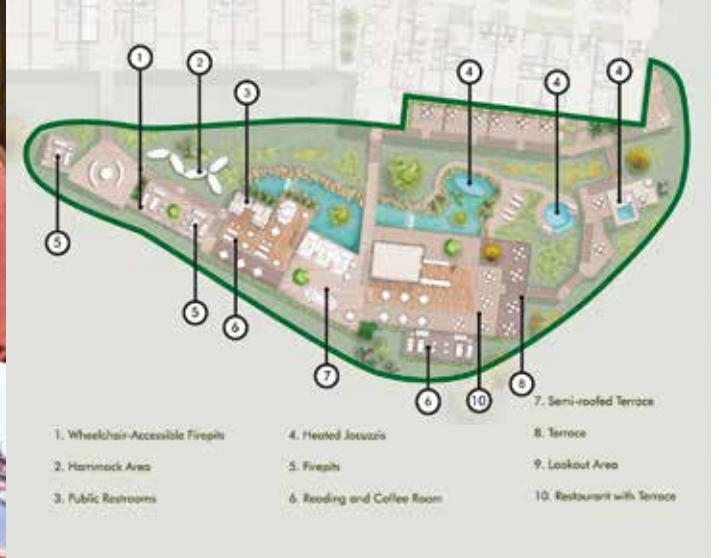 1
2
3
4
4
4
5
5
6
7
6
10
8
1. Wheelchair-Accessible Firepits
2. Hammock Area
3. Public Restrooms
4. Heated Jacuzzis
5. Firepits
6. Reading and Coffee Room
7. Semi-roofed Terrace
8. Terrace
9. Lookout Area
10. Restaurant with Terrace